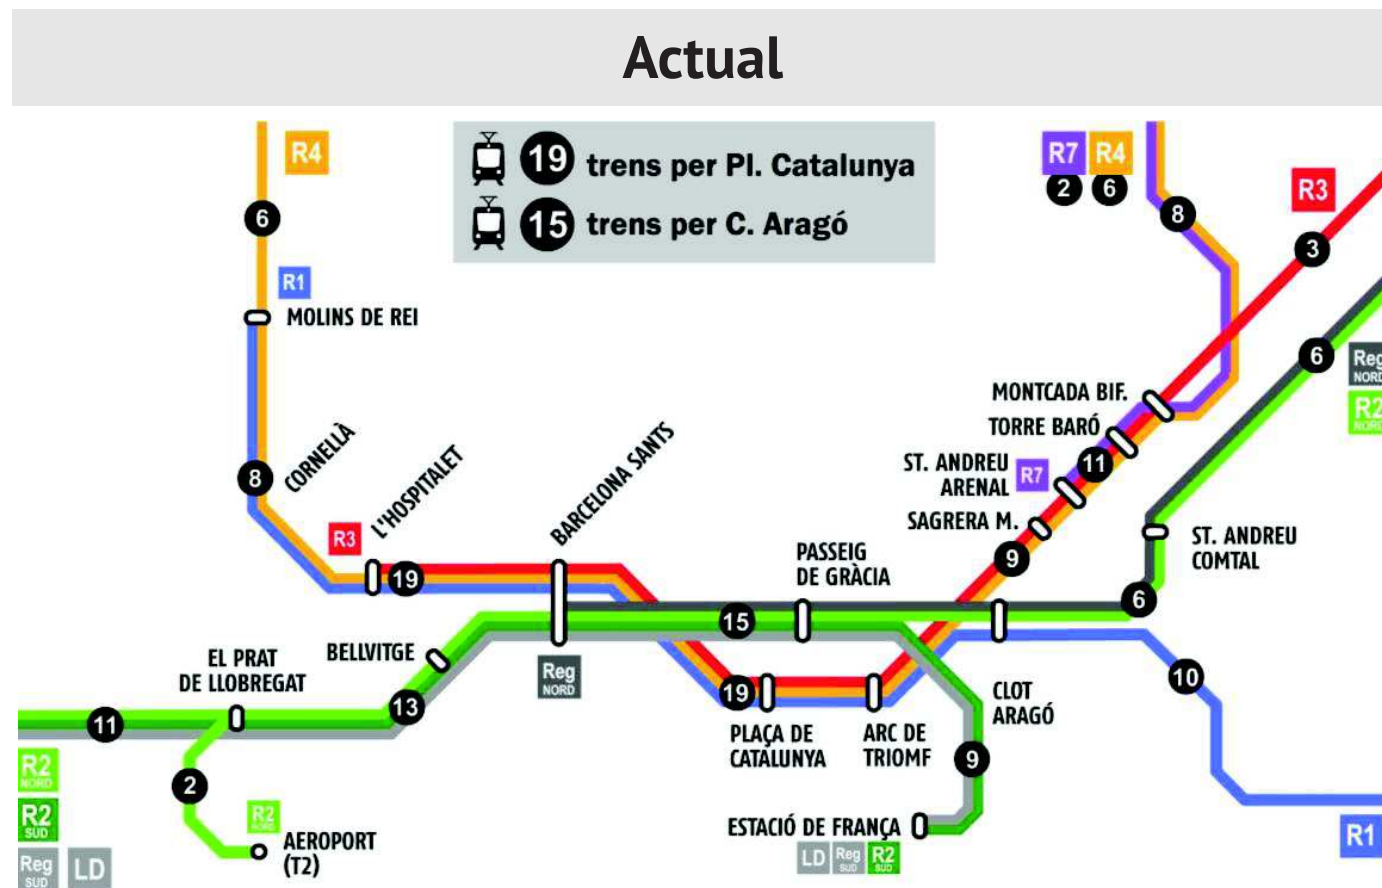 Actual
19 trens per Pl. Catalunya
15 trens per C. Aragó
R4
6
R1
MOLINS DE REI
8
CORNELLÀ
R3
L'HOSPITALET
19
BARCELONA SANTS
R7 R4
2 6
8
R3
3
6
Reg
NORD
R2
NORD
MONTCADA BIF.
TORRE BARÓ
11
ST. ANDREU
ARENAL
R7
SAGRERA M.
9
ST. ANDREU
COMTAL
6
PASSEIG
DE GRÀCIA
15
BELLVITGE
EL PRAT
DE LLOBREGAT
Reg
NORD
13
11
19
PLAÇA DE
CATALUNYA
ARC DE
TRIOMF
CLOT
ARAGÓ
10
9
R2
NORD
R2
SUD
Reg
SUD
LD
2
R2
NORD
AEROPORT
(T2)
ESTACIÓ DE FRANÇA
LD
Reg
SUD
R2
SUD
R1